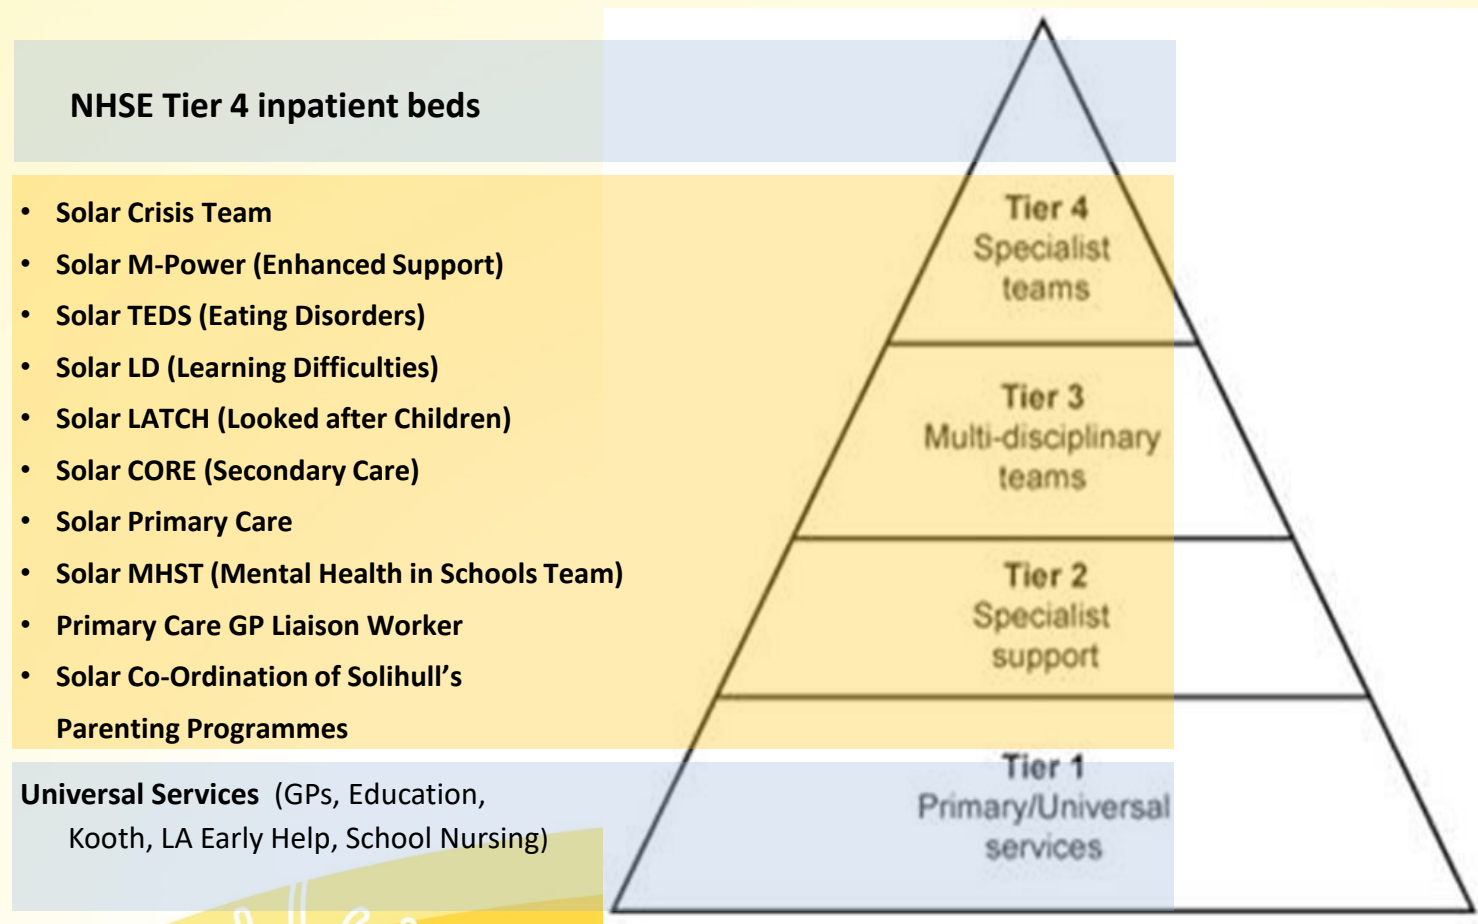 NHSE Tier 4 inpatient beds
• Solar Crisis Team
• Solar M-Power (Enhanced Support)
• Solar TEDS (Eating Disorders)
• Solar LD (Learning Difficulties)
• Solar LATCH (Looked after Children)
• Solar CORE (Secondary Care)
• Solar Primary Care
• Solar MHST (Mental Health in Schools Team)
• Primary Care GP Liaison Worker
• Solar Co-Ordination of Solihull’s
Parenting Programmes
Universal Services (GPs, Education,
Kooth, LA Early Help, School Nursing)
Tier 4
Specialist
teams
Tier 3
Multi-disciplinary
teams
Tier 2
Specialist
support
Tier 1
Primary/Universal
services